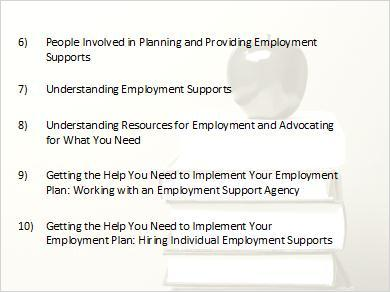 6) People Involved in Planning and Providing Employment
Supports
7) Understanding Employment Supports
8) Understanding Resources for Employment and Advocating
for What You Need
9) Getting the Help You Need to Implement Your Employment
Plan: Working with an Employment Support Agency
10) Getting the Help You Need to Implement Your
Employment Plan: Hiring Individual Employment Supports